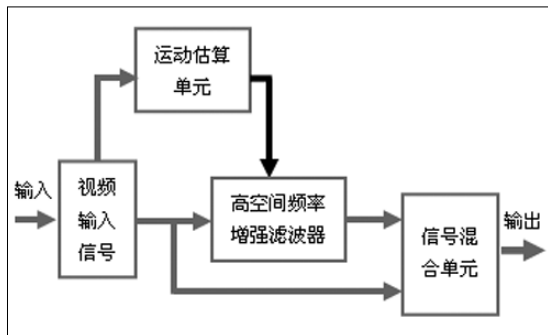 运动估算
单元
输入
视频
输入
信号
高空间频率
增强滤波器
信号混
合单元
输出